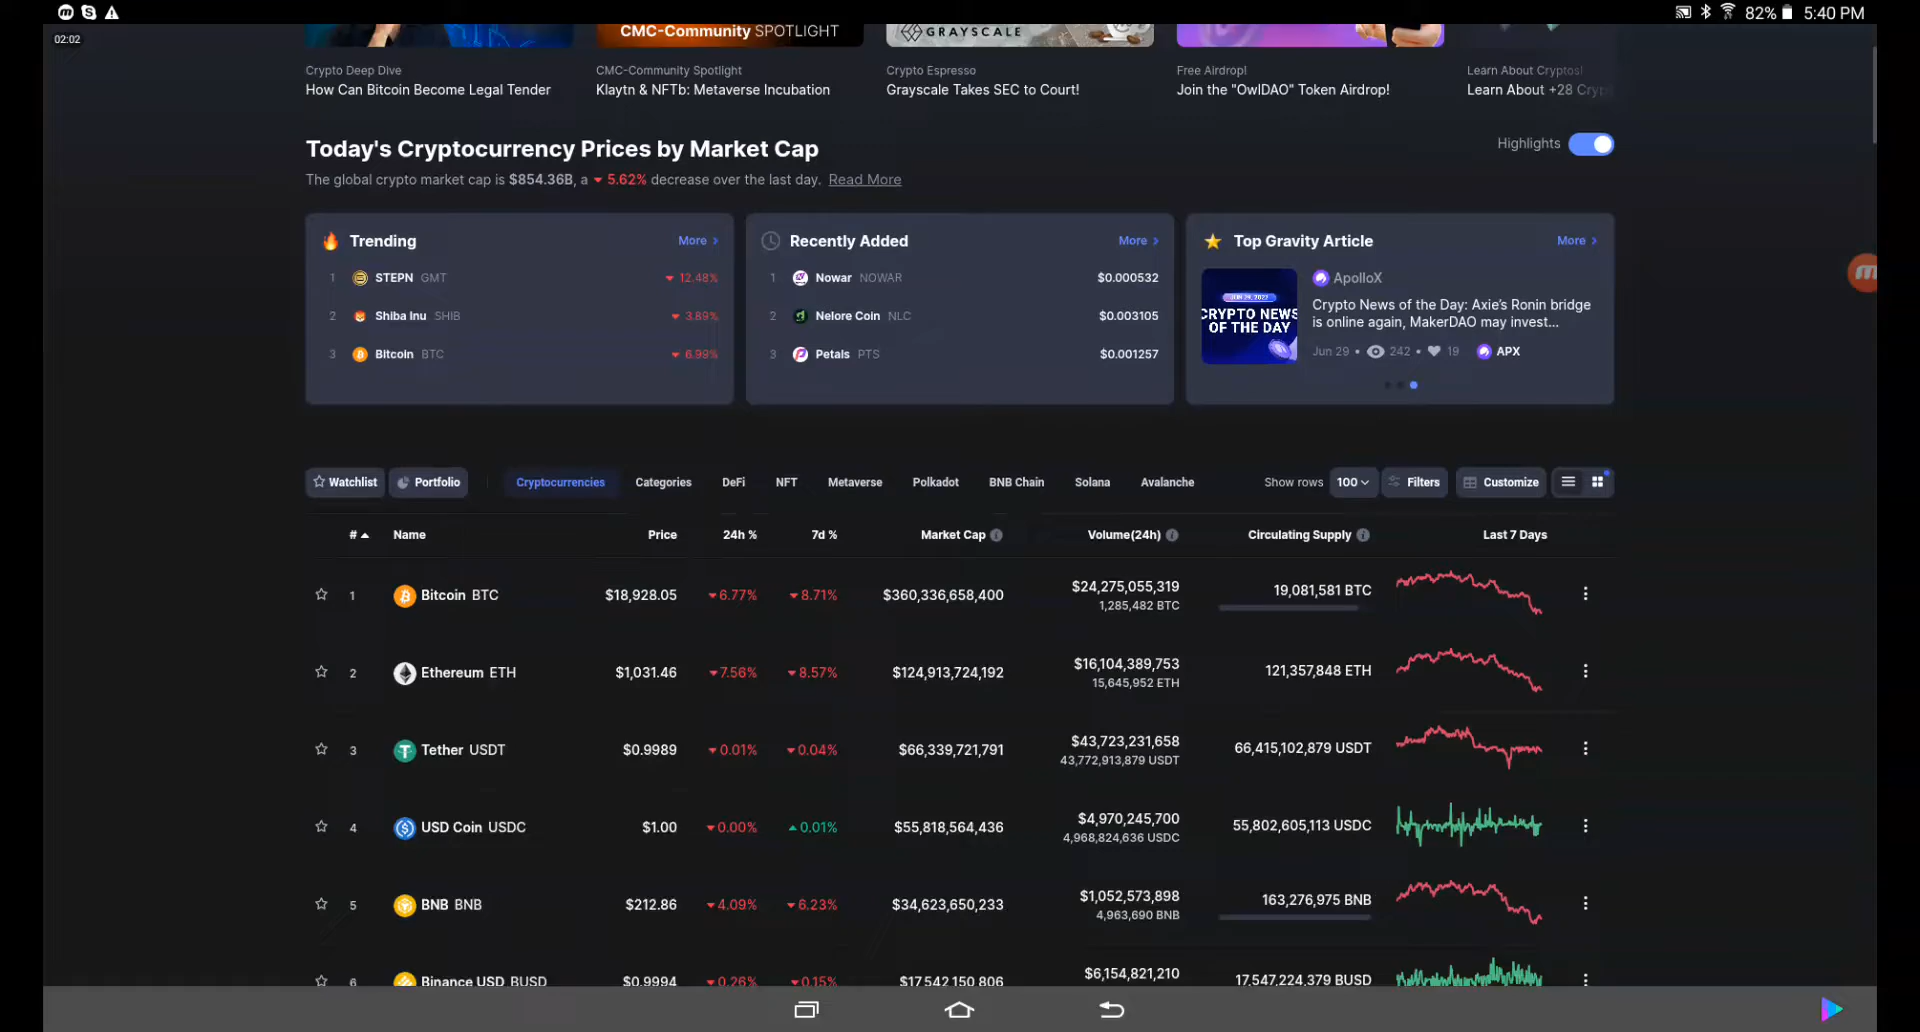 82% 5:40 PM
02:02
CMC-Community SPOTLIGHT
GRAYSCALE
Crypto Deep Dive
How Can Bitcoin Become Legal Tender
CMC-Community Spotlight
Klaytn & NFTb: Metaverse Incubation
Crypto Espresso
Grayscale Takes SEC to Court!
Free Airdrop!
Join the "OwlDAO" Token Airdrop!
Learn About Cryptos!
Learn About +28 Cryp
Today's Cryptocurrency Prices by Market Cap
Highlights
The global crypto market cap is $854.36B, a 5.62% decrease over the last day. Read More
Trending More >
1 STEPN GMT 12.48%
2 Shiba Inu SHIB 3.89%
3 Bitcoin BTC 6.99%
Recently Added More >
1 Nowar NOWAR $0.000532
2 Nelore Coin NLC $0.003105
3 Petals PTS $0.001257
Top Gravity Article More >
JUN 29, 2022
CRYPTO NEWS
OF THE DAY
ApolloX
Crypto News of the Day: Axie's Ronin bridge
is online again, MakerDAO may invest...
Jun 29 • 242 • 19 APX
Watchlist Portfolio Cryptocurrencies Categories DeFi NFT Metaverse Polkadot BNB Chain Solana Avalanche Show rows 100 Filters Customize
# Name Price 24h % 7d % Market Cap Volume(24h) Circulating Supply Last 7 Days
1 Bitcoin BTC $18,928.05 6.77% 8.71% $360,336,658,400 $24,275,055,319 19,081,581 BTC
1,285,482 BTC
2 Ethereum ETH $1,031.46 7.56% 8.57% $124,913,724,192 $16,104,389,753 121,357,848 ETH
15,645,952 ETH
3 Tether USDT $0.9989 0.01% 0.04% $66,339,721,791 $43,723,231,658 66,415,102,879 USDT
43,772,913,879 USDT
4 USD Coin USDC $1.00 0.00% 0.01% $55,818,564,436 $4,970,245,700 55,802,605,113 USDC
4,968,824,636 USDC
5 BNB BNB $212.86 4.09% 6.23% $34,623,650,233 $1,052,573,898 163,276,975 BNB
4,963,690 BNB
6 Binance USD BUSD $0.9994 0.26% 0.15% $17,542,150,806 $6,154,821,210 17,547,224,379 BUSD